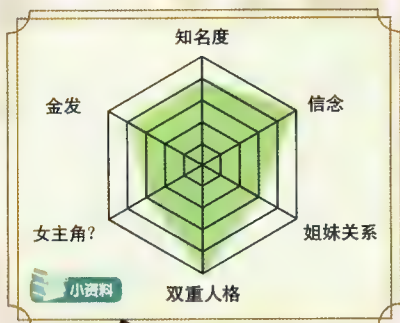 知名度
金发
信念
女主角？
姐妹关系
小资料
双重人格